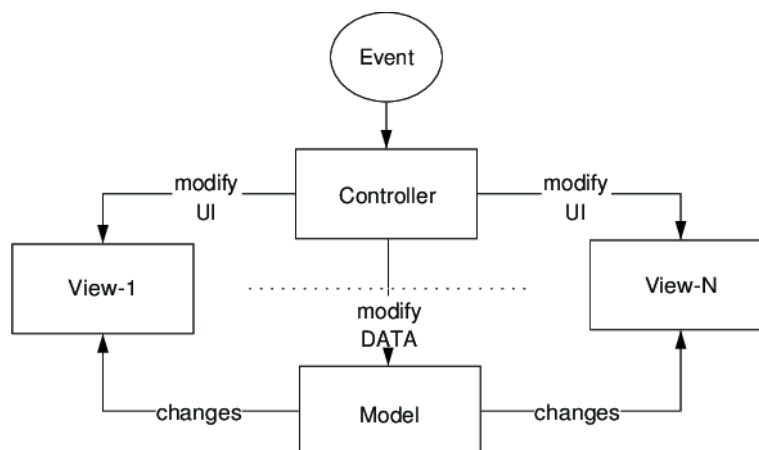 Event
modify
UI
Controller
modify
UI
View-1
View-N
modify
DATA
changes
Model
changes